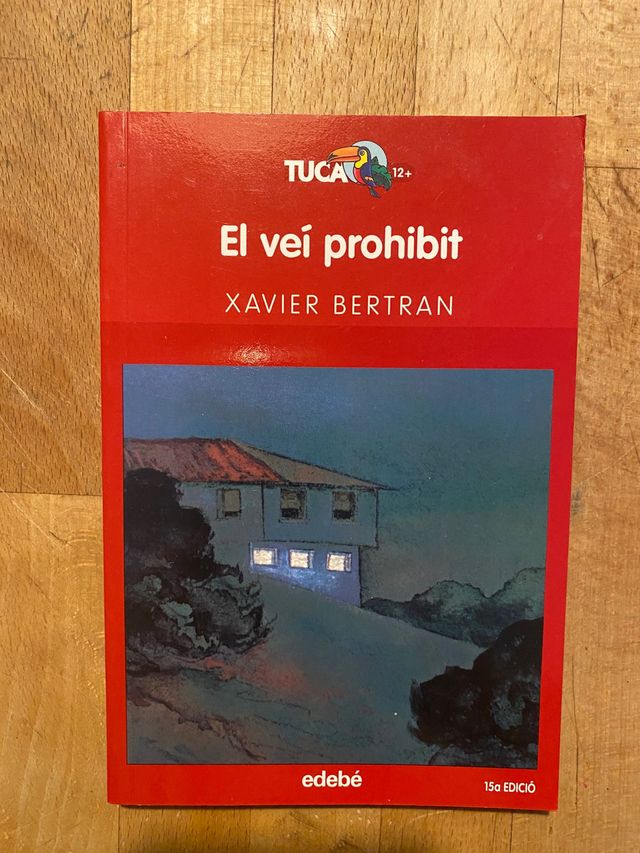 TUCA 12+
El veí prohibit
XAVIER BERTRAN
edebé
15a EDICIÓ